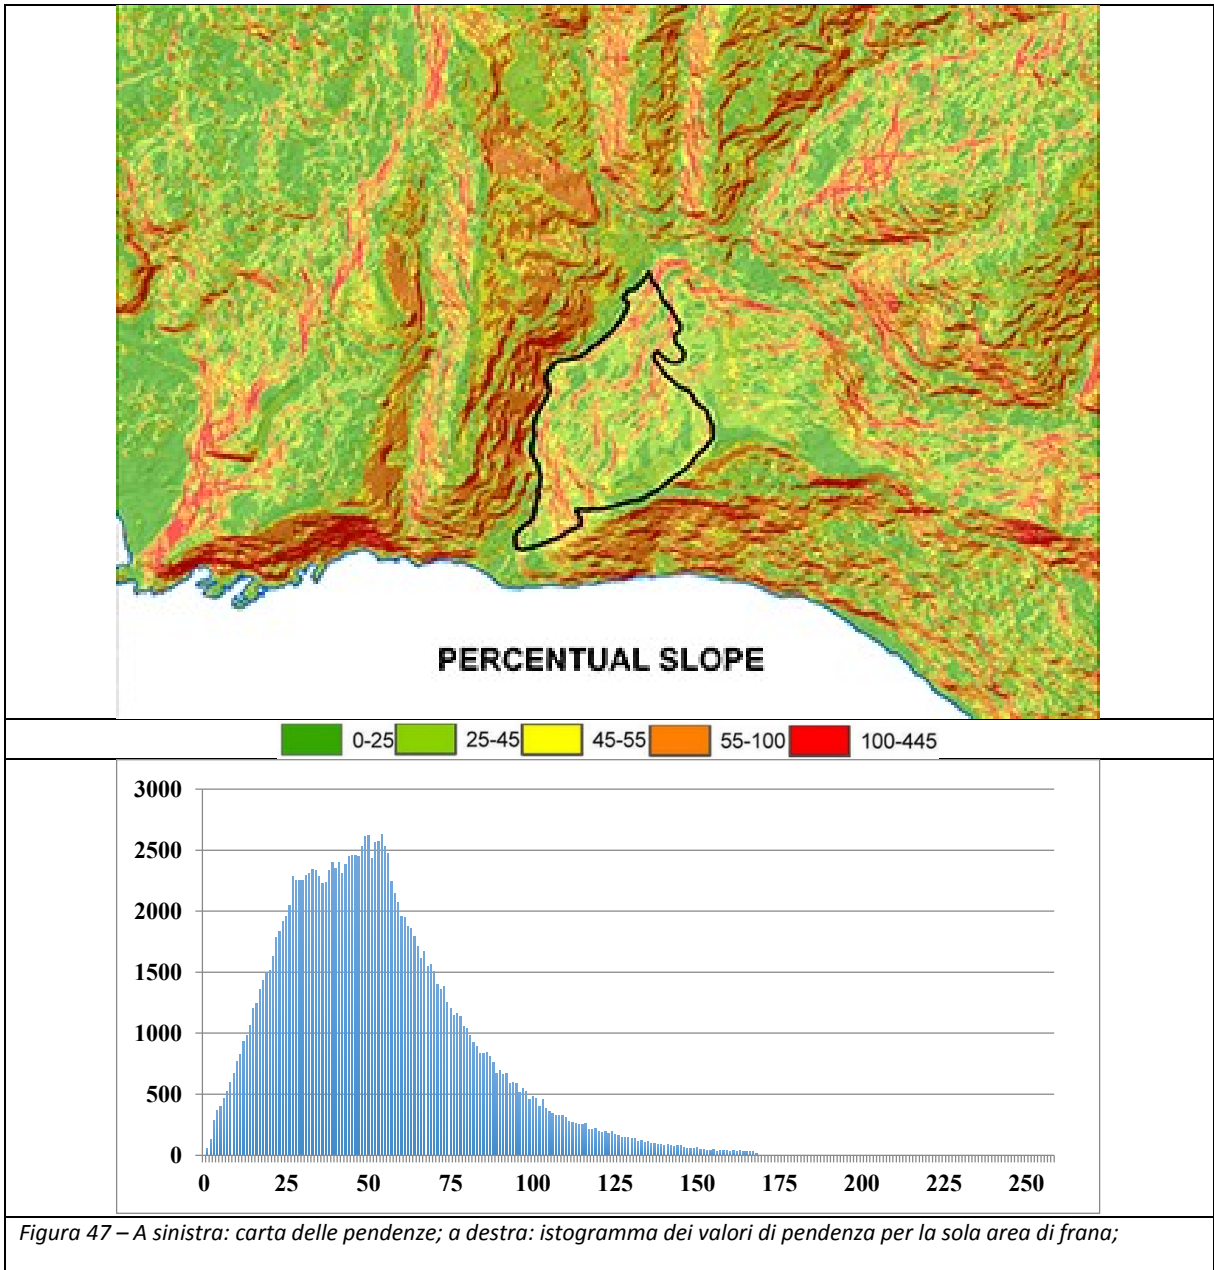 PERCENTUAL SLOPE
0-25 25-45 45-55 55-100 100-445
3000
2500
2000
1500
1000
500
0
0 25 50 75 100 125 150 175 200 225 250
Figura 47 – A sinistra: carta delle pendenze; a destra: istogramma dei valori di pendenza per la sola area di frana;